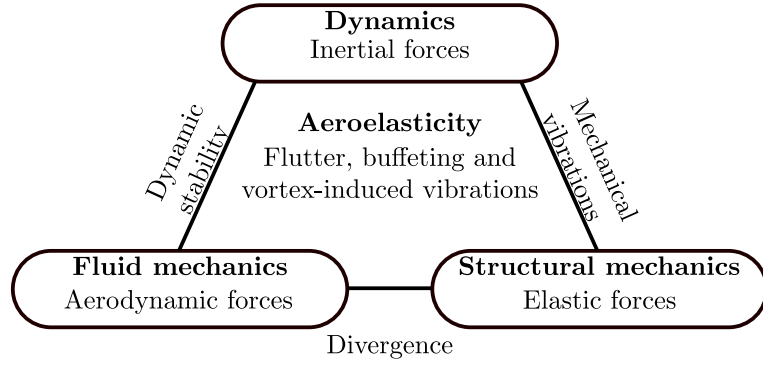 Dynamics
Inertial forces
Dynamic
stability
Mechanical
vibrations
Aeroelasticity
Flutter, buffeting and
vortex-induced vibrations
Fluid mechanics
Aerodynamic forces
Structural mechanics
Elastic forces
Divergence